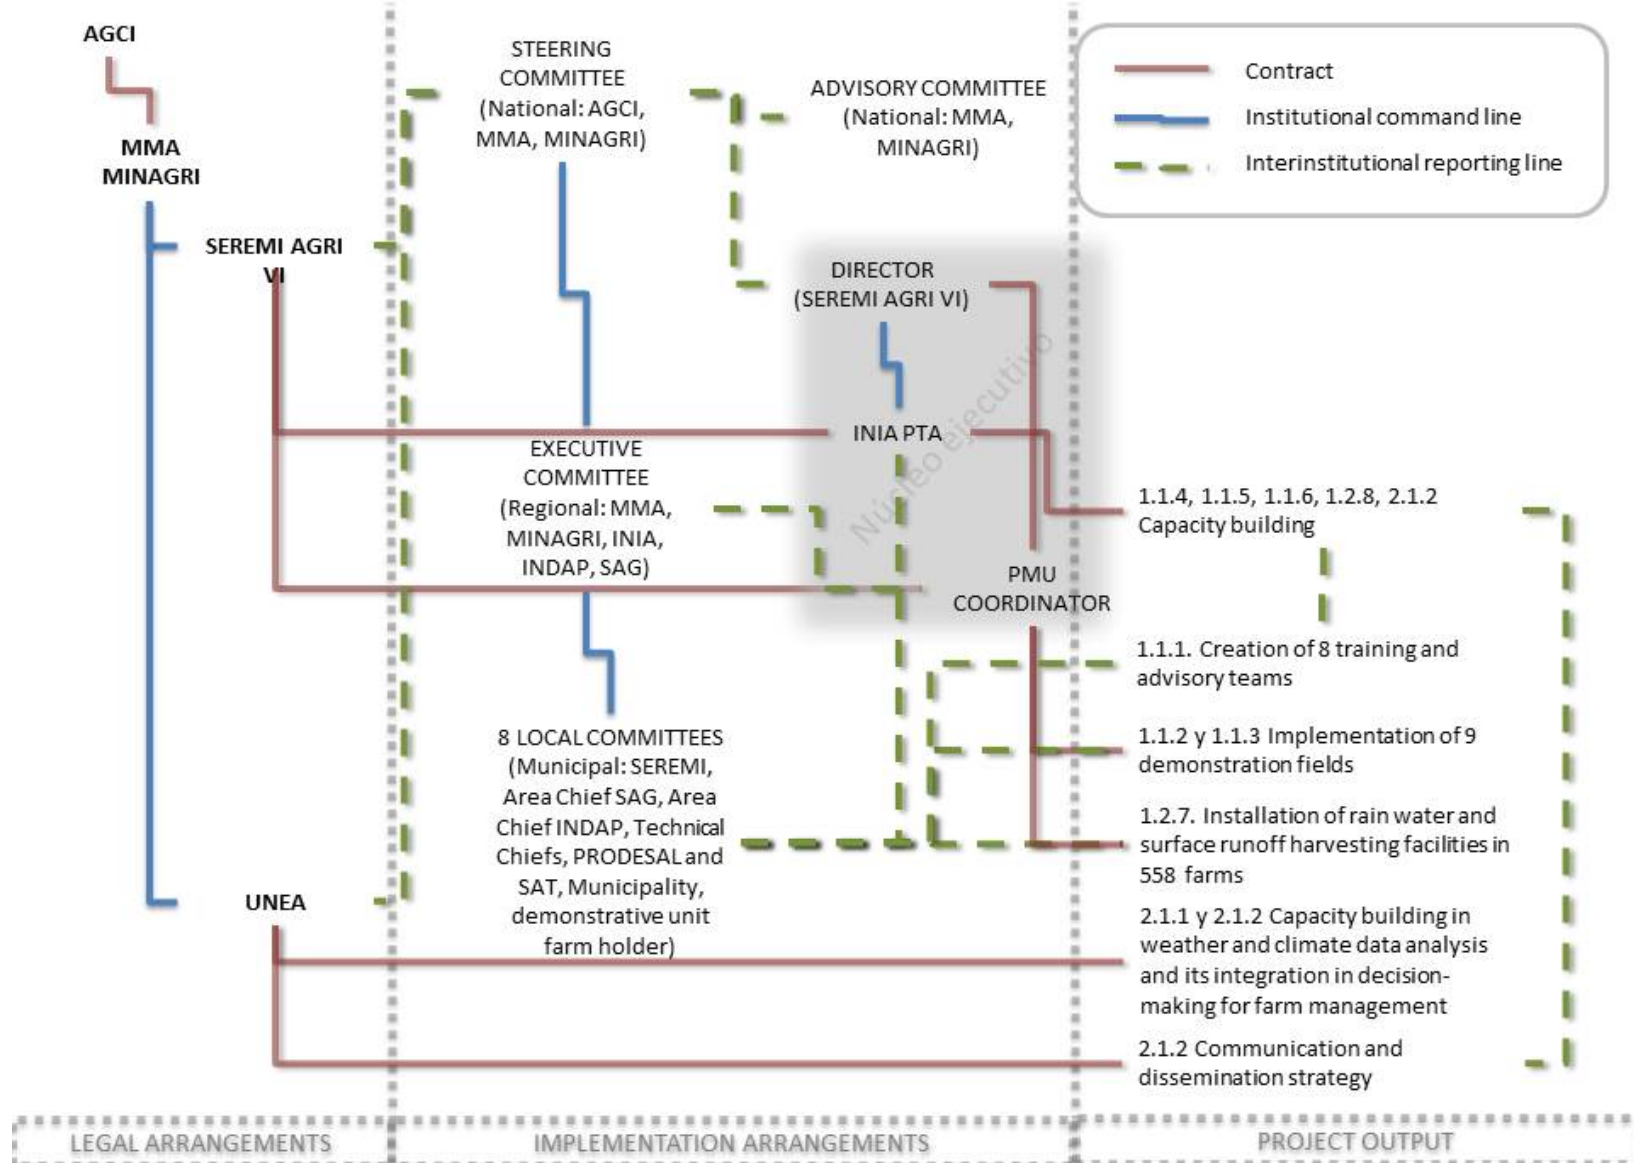 AGCI
MMA
MINAGRI
SEREMI AGRI
VI
UNEA
STEERING
COMMITTEE
(National: AGCI,
MMA, MINAGRI)
ADVISORY COMMITTEE
(National: MMA,
MINAGRI)
Contract
Institutional command line
Interinstitutional reporting line
DIRECTOR
(SEREMI AGRI VI)
Núcleo ejecutivo
INIA PTA
EXECUTIVE
COMMITTEE
(Regional: MMA,
MINAGRI, INIA,
INDAP, SAG)
PMU
COORDINATOR
8 LOCAL COMMITTEES
(Municipal: SEREMI,
Area Chief SAG, Area
Chief INDAP, Technical
Chiefs, PRODESAL and
SAT, Municipality,
demonstrative unit
farm holder)
1.1.4, 1.1.5, 1.1.6, 1.2.8, 2.1.2
Capacity building
1.1.1. Creation of 8 training and
advisory teams
1.1.2 y 1.1.3 Implementation of 9
demonstration fields
1.2.7. Installation of rain water and
surface runoff harvesting facilities in
558 farms
2.1.1 y 2.1.2 Capacity building in
weather and climate data analysis
and its integration in decision-
making for farm management
2.1.2 Communication and
dissemination strategy
LEGAL ARRANGEMENTS
IMPLEMENTATION ARRANGEMENTS
PROJECT OUTPUT